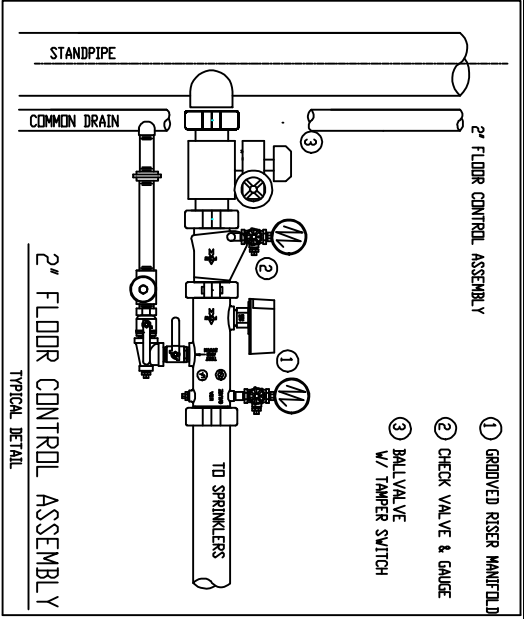 STANDPIPE
COMMON DRAIN
2" FLOOR CONTROL ASSEMBLY
1 GROOVED RISER MANIFOLD
2 CHECK VALVE & GAUGE
3 BALLVALVE
W/ TAMPER SWITCH
3
2
1
TO SPRINKLERS
2" FLOOR CONTROL ASSEMBLY
TYPICAL DETAIL